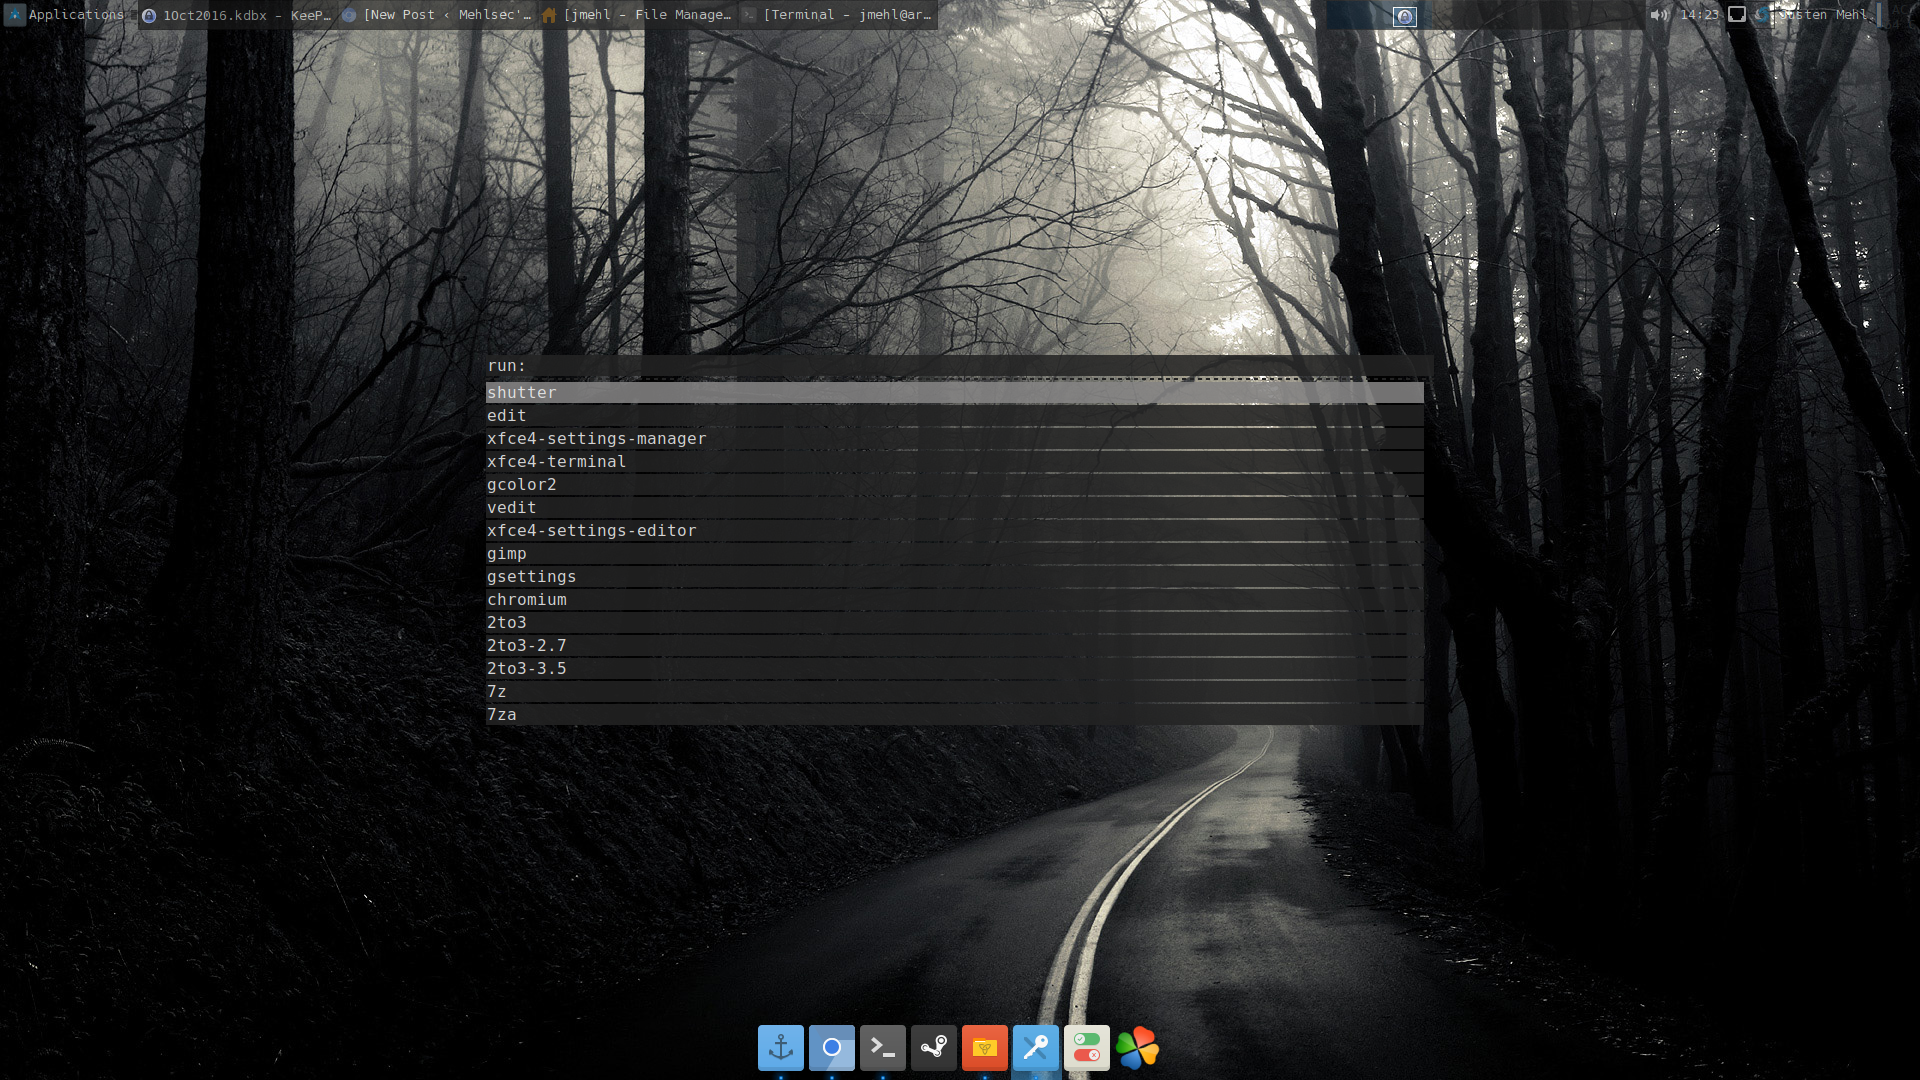 Applications
1Oct2016.kdbx - KeeP…
[New Post ‹ Mehlsec'…
[jmehl - File Manage…
[Terminal - jmehl@ar…
14:23
Justen Mehl
run:
shutter
edit
xfce4-settings-manager
xfce4-terminal
gcolor2
vedit
xfce4-settings-editor
gimp
gsettings
chromium
2to3
2to3-2.7
2to3-3.5
7z
7za